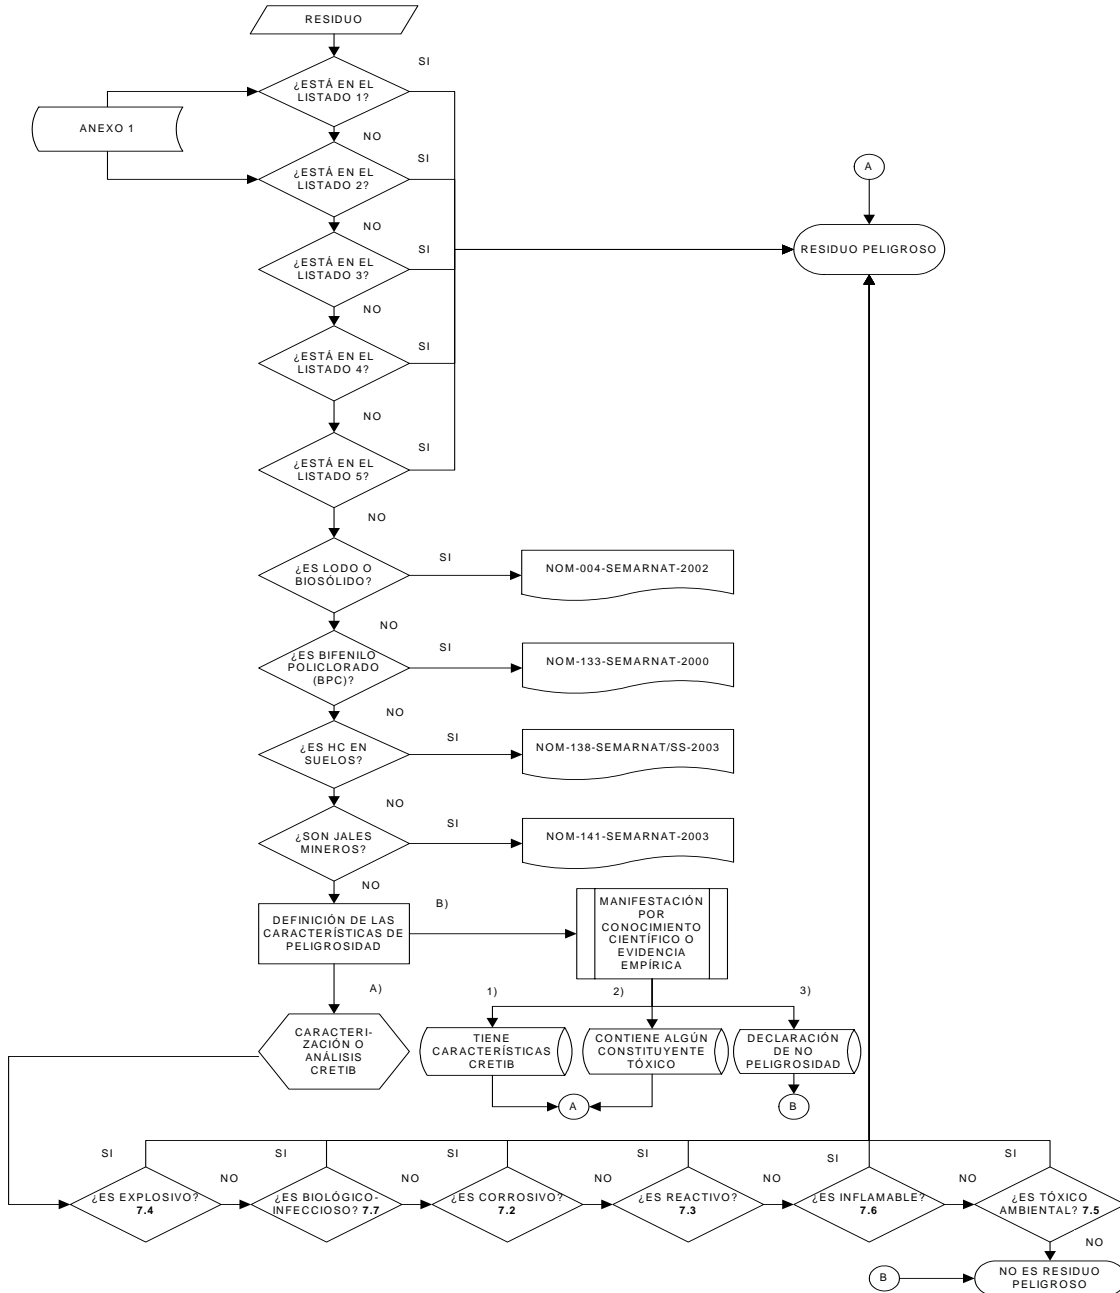 RESIDUO
SI
¿ESTÁ EN EL
LISTADO 1?
ANEXO 1
NO
SI
¿ESTÁ EN EL
LISTADO 2?
A
NO
SI
RESIDUO PELIGROSO
¿ESTÁ EN EL
LISTADO 3?
NO
SI
¿ESTÁ EN EL
LISTADO 4?
NO
SI
¿ESTÁ EN EL
LISTADO 5?
NO
SI
¿ES LODO O
BIOSÓLIDO?
NOM-004-SEMARNAT-2002
NO
SI
¿ES BIFENILO
POLICLORADO
(BPC)?
NOM-133-SEMARNAT-2000
NO
SI
¿ES HC EN
SUELOS?
NOM-138-SEMARNAT/SS-2003
NO
SI
¿SON JALES
MINEROS?
NOM-141-SEMARNAT-2003
NO
B)
DEFINICIÓN DE LAS
CARACTERÍSTICAS DE
PELIGROSIDAD
MANIFESTACIÓN
POR
CONOCIMIENTO
CIENTÍFICO O
EVIDENCIA
EMPÍRICA
A)
1)
2)
3)
CARACTERI-
ZACIÓN O
ANÁLISIS
CRETIB
TIENE
CARACTERÍSTICAS
CRETIB
CONTIENE ALGÚN
CONSTITUYENTE
TÓXICO
DECLARACIÓN
DE NO
PELIGROSIDAD
A
B
SI
NO
SI
NO
SI
NO
SI
NO
SI
NO
SI
¿ES EXPLOSIVO?
7.4
¿ES BIOLÓGICO-
INFECCIOSO? 7.7
¿ES CORROSIVO?
7.2
¿ES REACTIVO?
7.3
¿ES INFLAMABLE?
7.6
¿ES TÓXICO
AMBIENTAL? 7.5
NO
B
NO ES RESIDUO
PELIGROSO